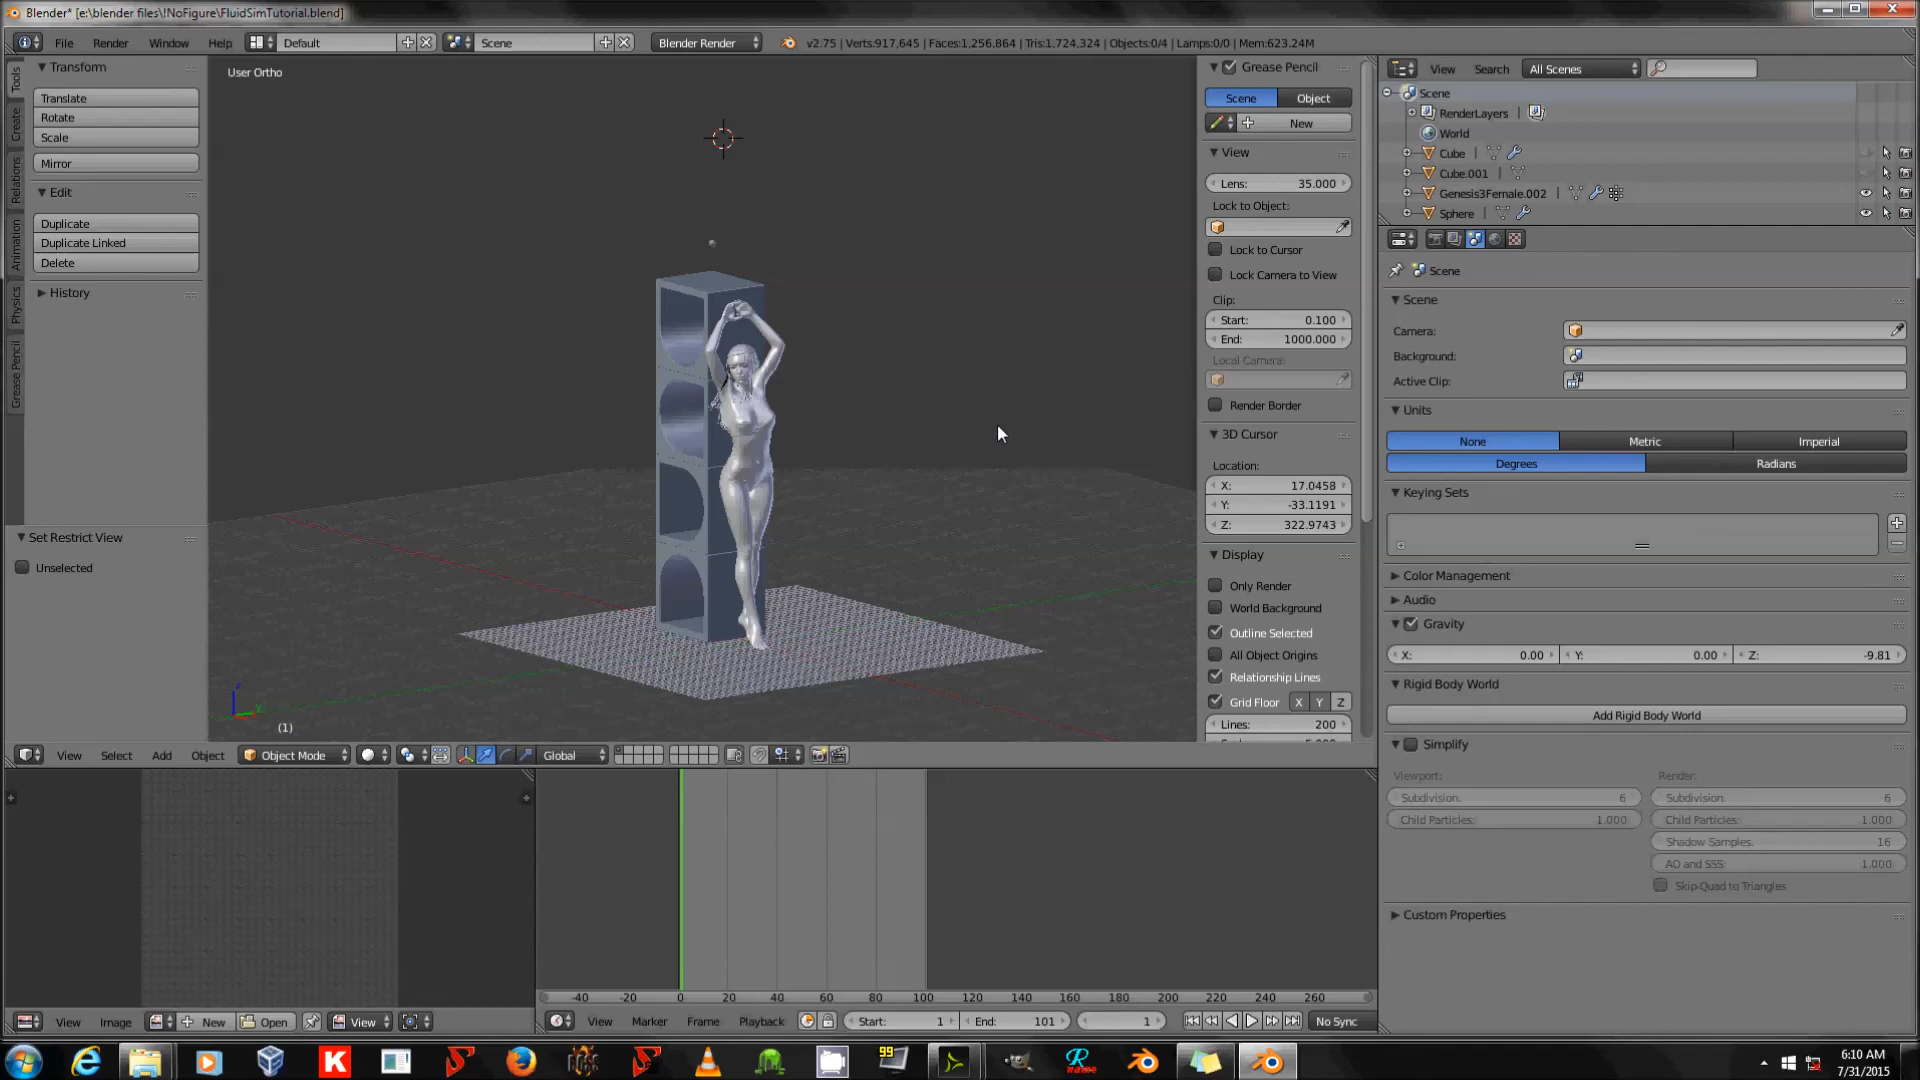 Blender* [e:\blender files\!NoFigure\FluidSimTutorial.blend]
File Render Window Help Default Scene Blender Render v2.75 | Verts:917,645 | Faces:1,256,864 | Tris:1,724,324 | Objects:0/4 | Lamps:0/0 | Mem:623.24M
Tools
Create
Relations
Animation
Physics
Grease Pencil
Transform
Translate
Rotate
Scale
Mirror
Edit
Duplicate
Duplicate Linked
Delete
History
Set Restrict View
Unselected
User Ortho
(1)
Grease Pencil
Scene Object
New
View
Lens: 35.000
Lock to Object:
Lock to Cursor
Lock Camera to View
Clip:
Start: 0.100
End: 1000.000
Local Camera:
Render Border
3D Cursor
Location:
X: 17.0458
Y: -33.1191
Z: 322.9743
Display
Only Render
World Background
Outline Selected
All Object Origins
Relationship Lines
Grid Floor X Y Z
Lines: 200
View Search All Scenes
Scene
RenderLayers |
World
Cube |
Cube.001 |
Genesis3Female.002 |
Sphere |
Scene
Scene
Camera:
Background:
Active Clip:
Units
None Metric Imperial
Degrees Radians
Keying Sets
Color Management
Audio
Gravity
X: 0.00 Y: 0.00 Z: -9.81
Rigid Body World
Add Rigid Body World
Simplify
Viewport: Render:
Subdivision: 6 Subdivision: 6
Child Particles: 1.000 Child Particles: 1.000
Shadow Samples: 16
AO and SSS: 1.000
Skip Quad to Triangles
Custom Properties
View Select Add Object Object Mode Global
-40 -20 0 20 40 60 80 100 120 140 160 180 200 220 240 260
View Image New Open View
View Marker Frame Playback Start: 1 End: 101 1 No Sync
K
99
6:10 AM
7/31/2015